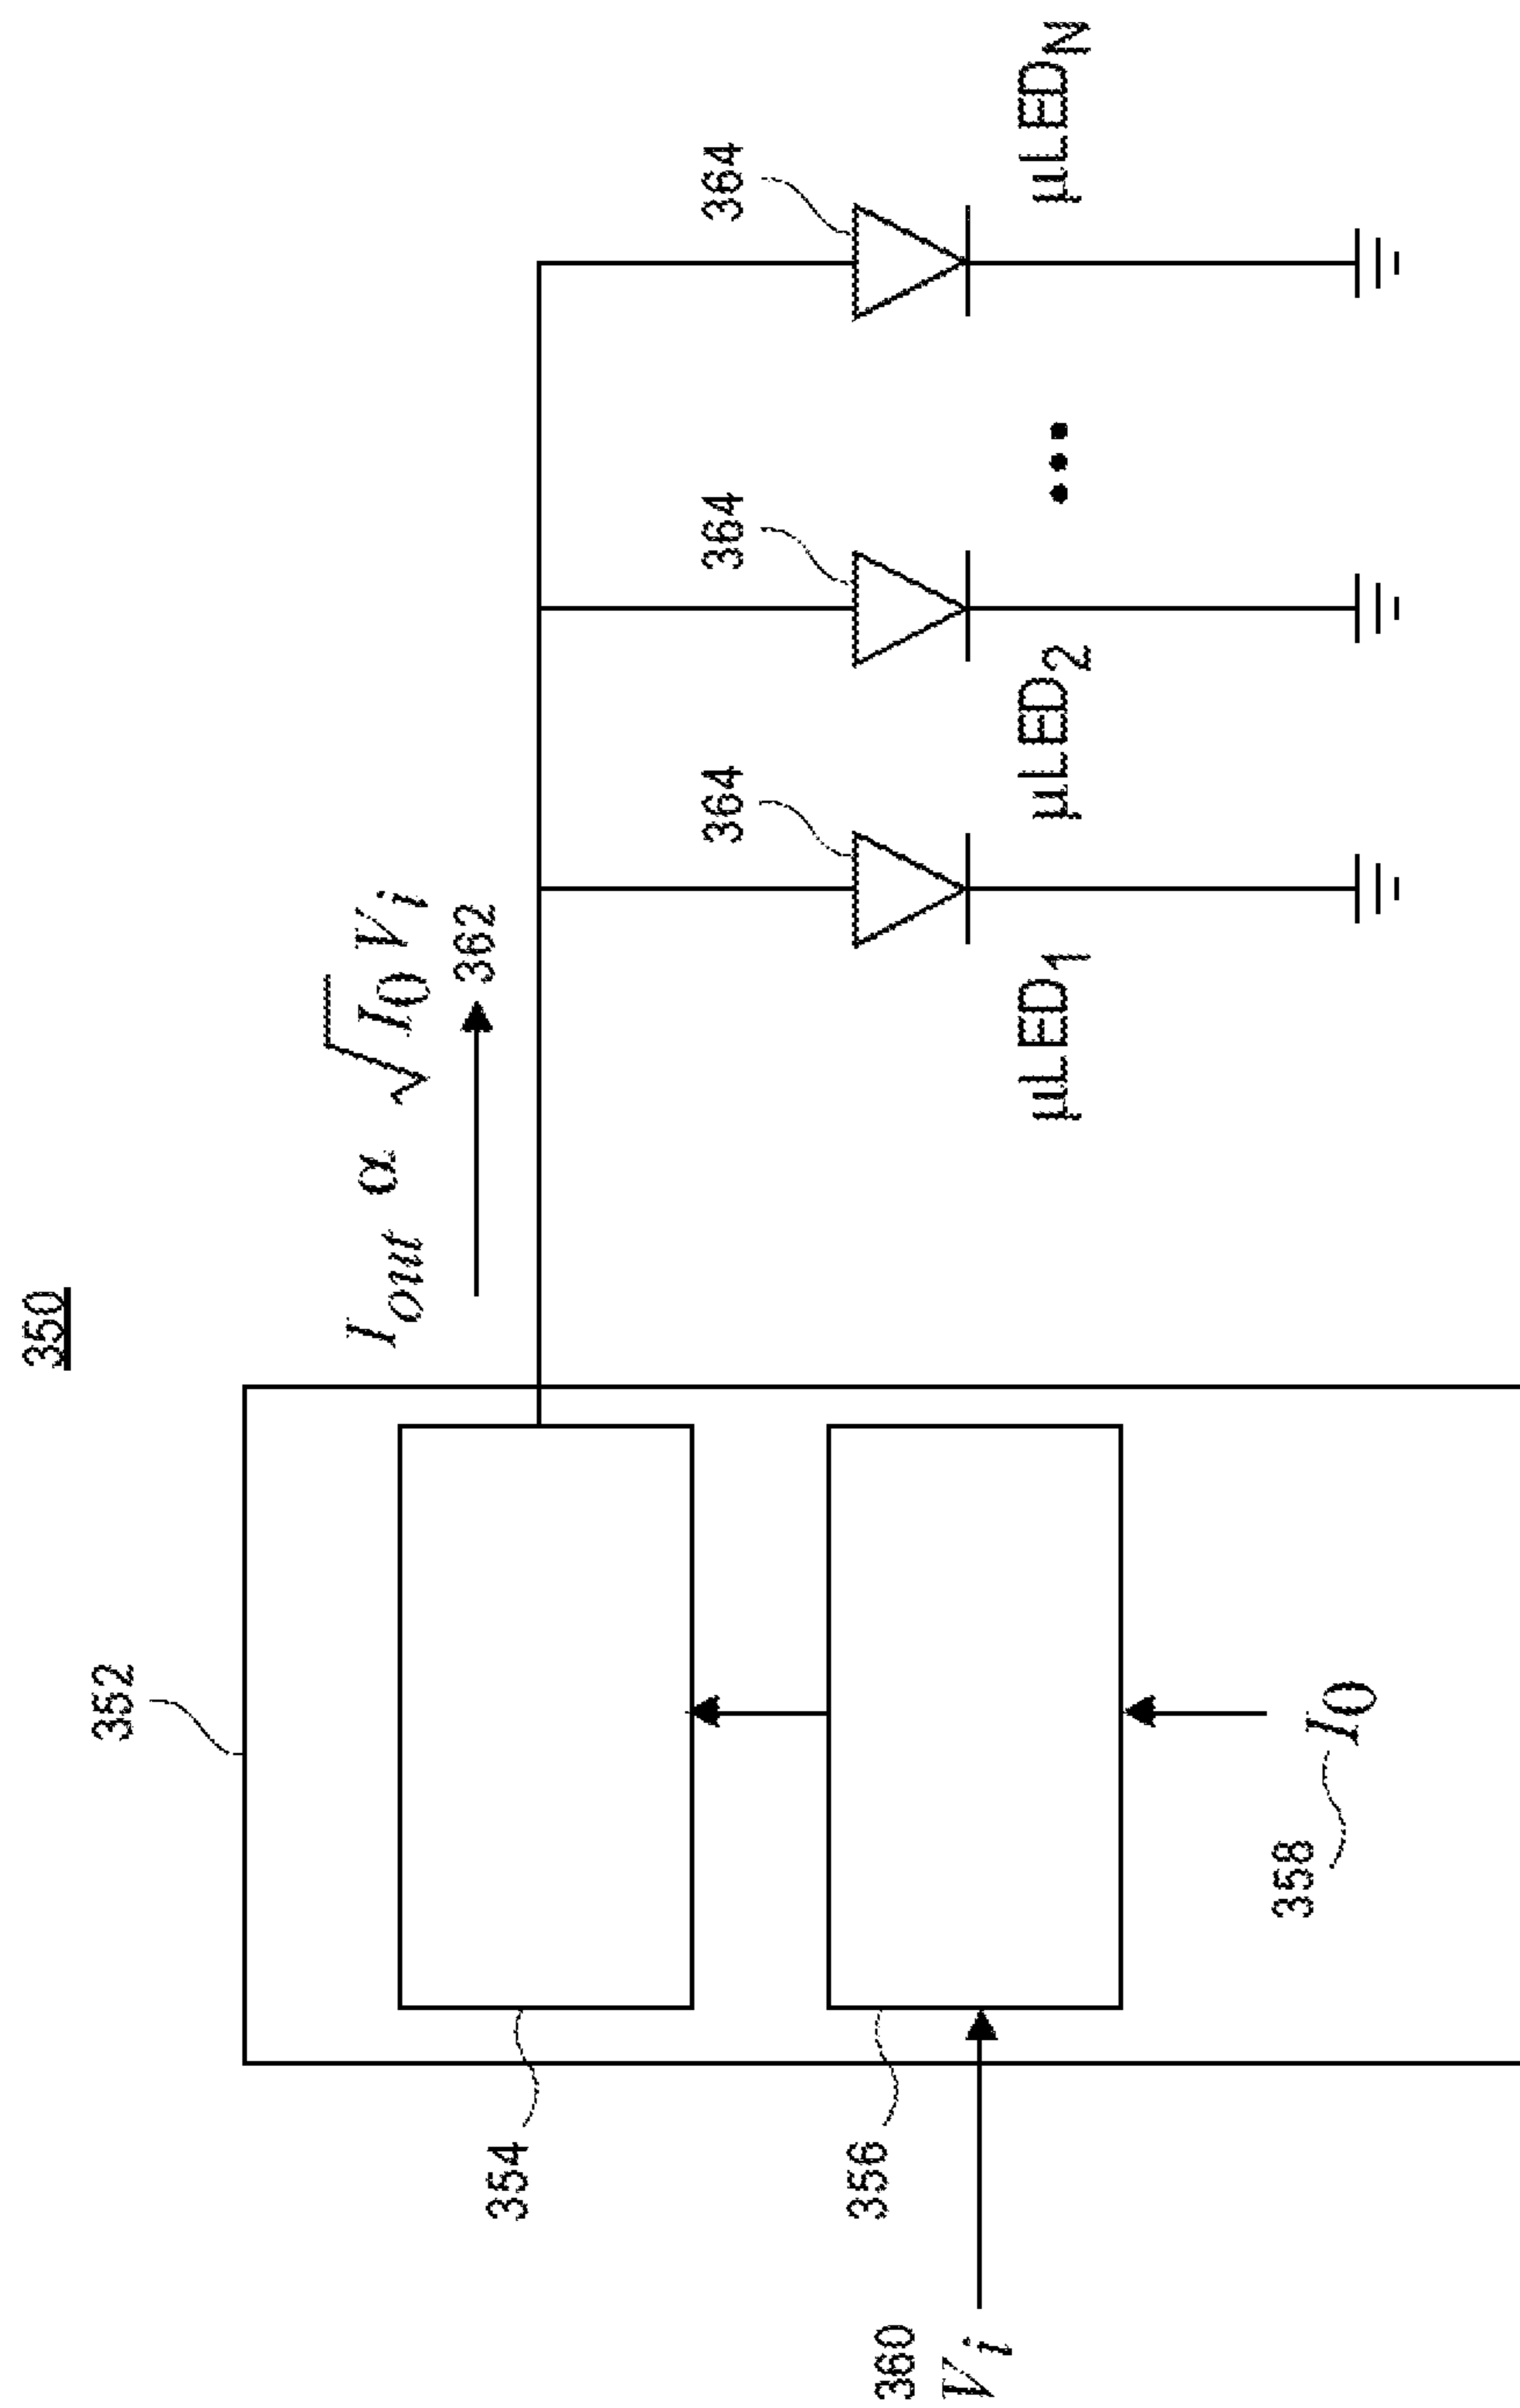 350
352
I_out α √I_0 V_i
362
354
356
360
V_i
358
I_0
364
364
364
µLED_1
µLED_2
µLED_N